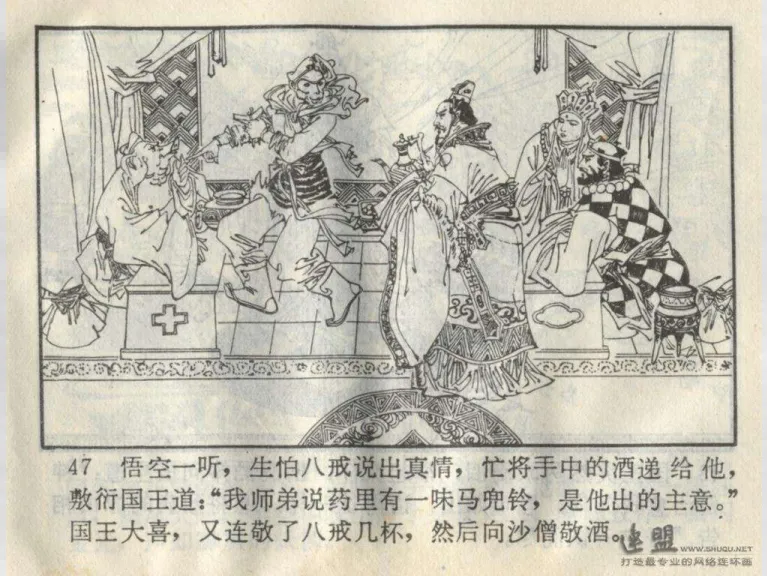 47 悟空一听，生怕八戒说出真情，忙将手中的酒递给他，
敷衍国王道：“我师弟说药里有一味马兜铃，是他出的主意。”
国王大喜，又连敬了八戒几杯，然后向沙僧敬酒。
连盟 WWW.SHUQU.NET
打造最专业的网络连环画